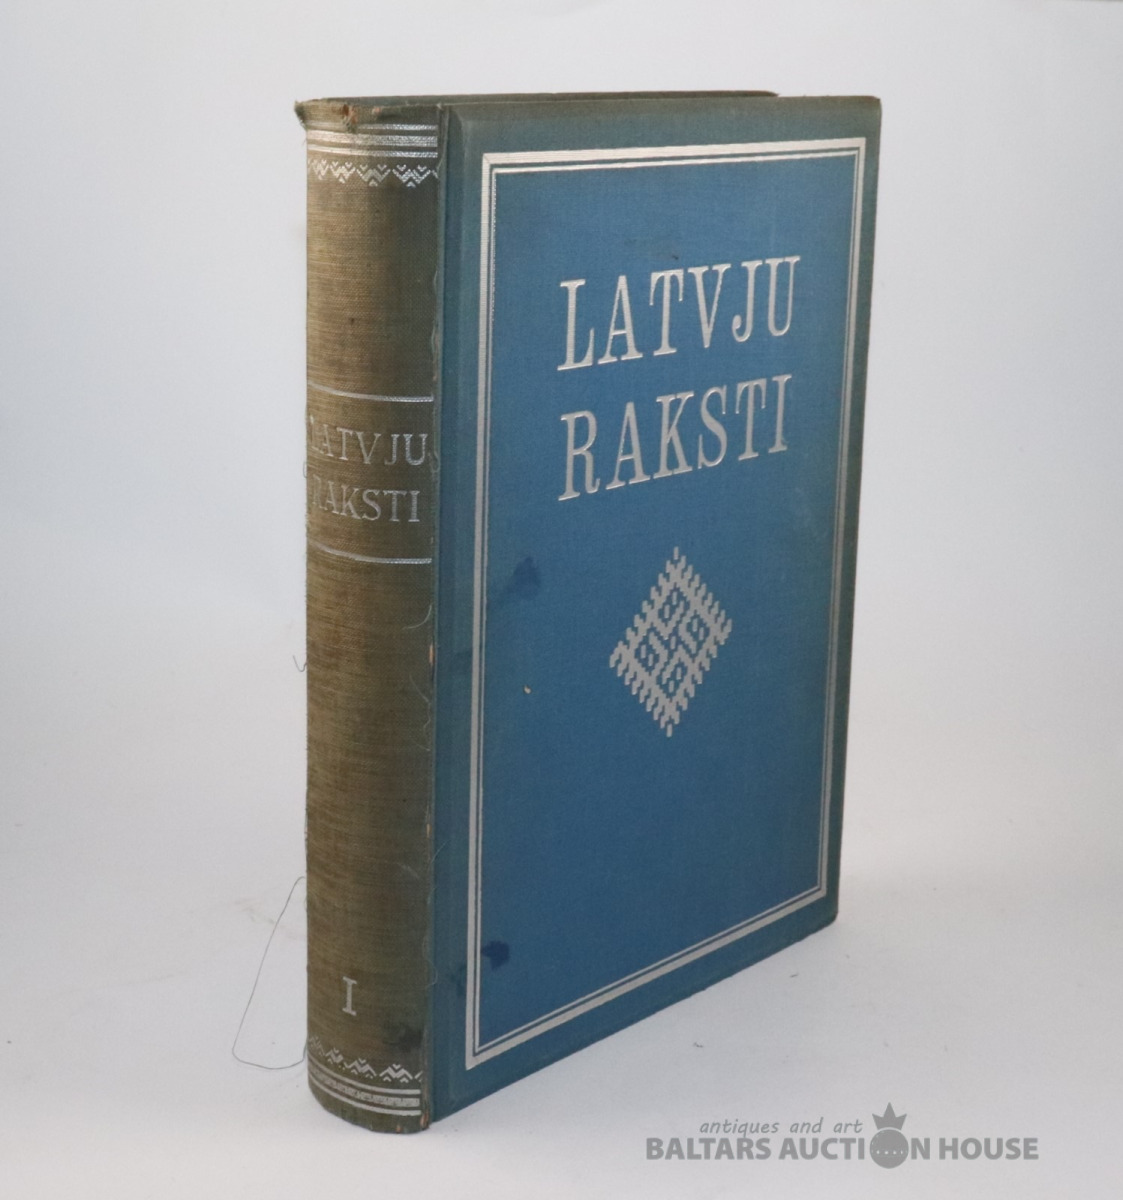 LATVJU
RAKSTI
LATVJU
RAKSTI
I
antiques and art
BALTARS AUCTION HOUSE